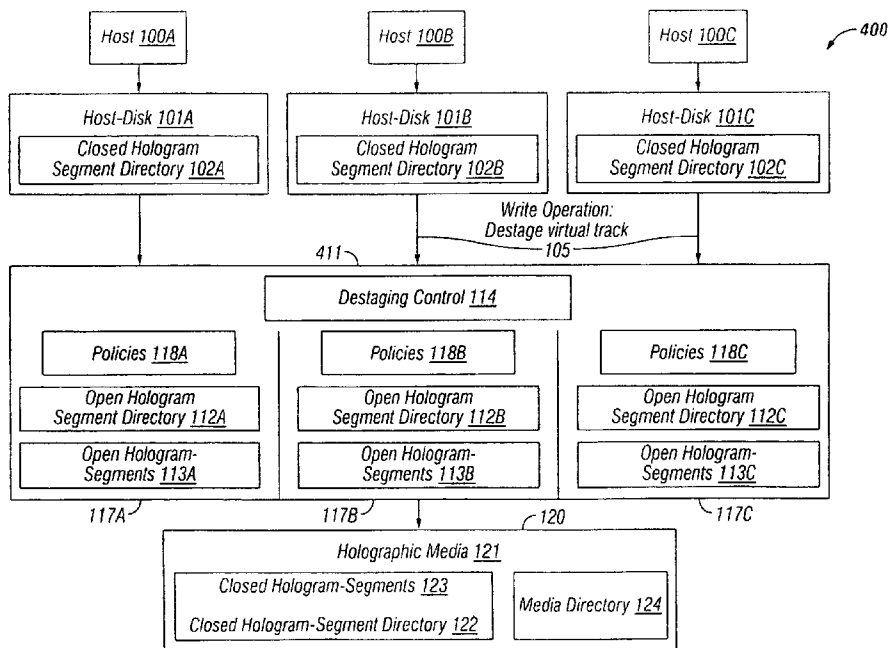 Host 100A
Host 100B
Host 100C
400
Host-Disk 101A
Closed Hologram
Segment Directory 102A
Host-Disk 101B
Closed Hologram
Segment Directory 102B
Host-Disk 101C
Closed Hologram
Segment Directory 102C
Write Operation:
Destage virtual track
105
411
Destaging Control 114
Policies 118A
Open Hologram
Segment Directory 112A
Open Hologram-
Segments 113A
Policies 118B
Open Hologram
Segment Directory 112B
Open Hologram-
Segments 113B
Policies 118C
Open Hologram
Segment Directory 112C
Open Hologram-
Segments 113C
117A
117B
117C
120
Holographic Media 121
Closed Hologram-Segments 123
Closed Hologram-Segment Directory 122
Media Directory 124